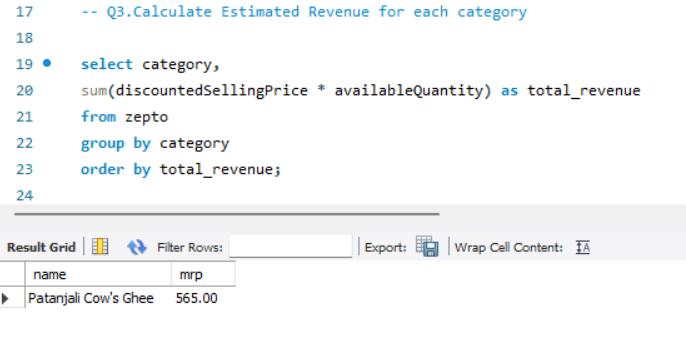 17 -- Q3.Calculate Estimated Revenue for each category
18
19 select category,
20 sum(discountedSellingPrice * availableQuantity) as total_revenue
21 from zepto
22 group by category
23 order by total_revenue;
24
Result Grid Filter Rows: Export: Wrap Cell Content: IA
name mrp
Patanjali Cow's Ghee 565.00